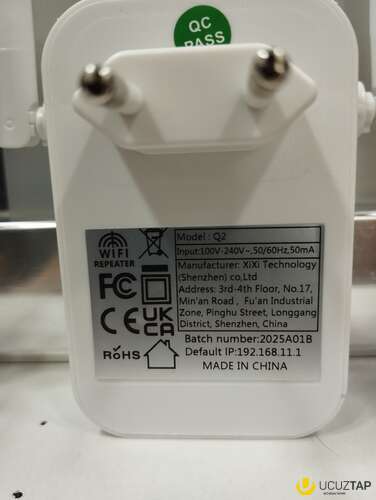 QC
PASS
WIFI
REPEATER
FC
CE
UK
CA
RoHS
Model : Q2
Input:100V-240V~,50/60Hz,50mA
Manufacturer: XiXi Technology
(Shenzhen) co,Ltd
Address: 3rd-4th Floor, No.17,
Min'an Road , Fu'an Industrial
Zone, Pinghu Street, Longgang
District, Shenzhen, China
Batch number:2025A01B
Default IP:192.168.11.1
MADE IN CHINA
UCUZTAP